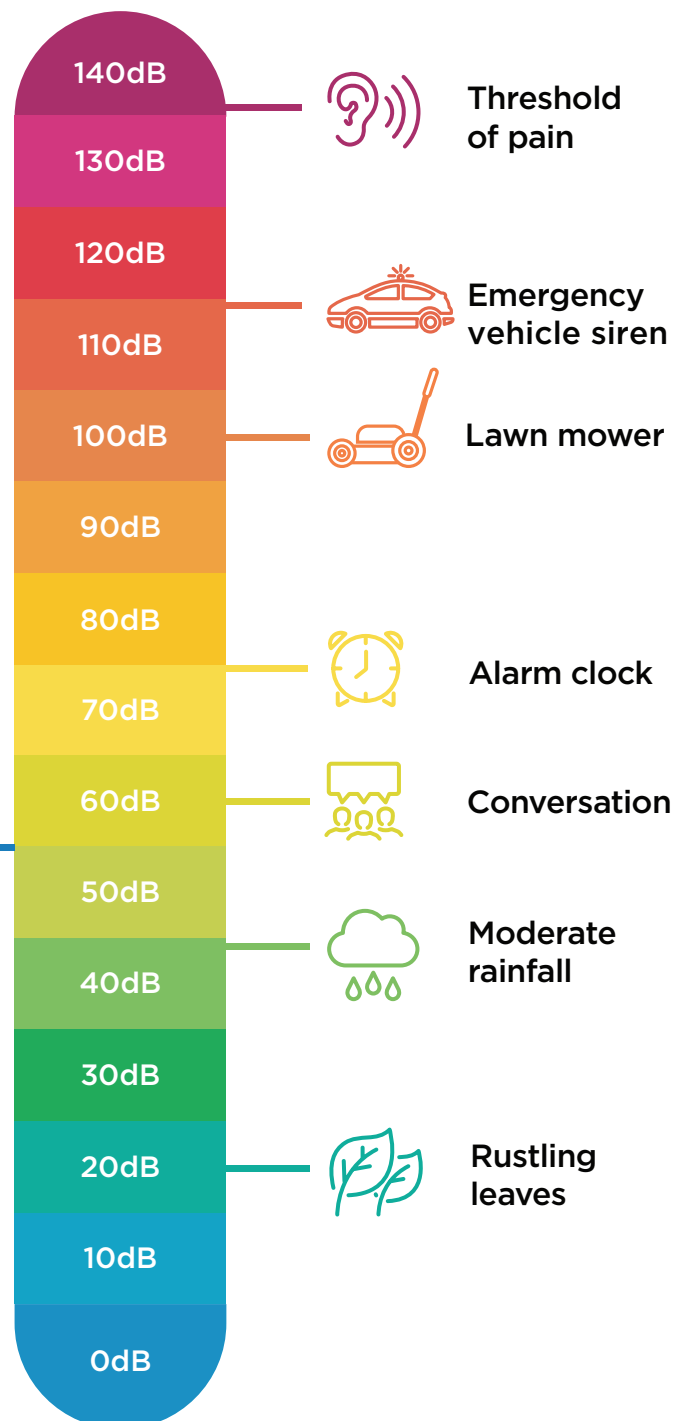 140dB
Threshold
of pain
130dB
120dB
Emergency
vehicle siren
110dB
100dB
Lawn mower
90dB
80dB
Alarm clock
70dB
60dB
Conversation
50dB
Moderate
rainfall
40dB
30dB
20dB
Rustling
leaves
10dB
0dB